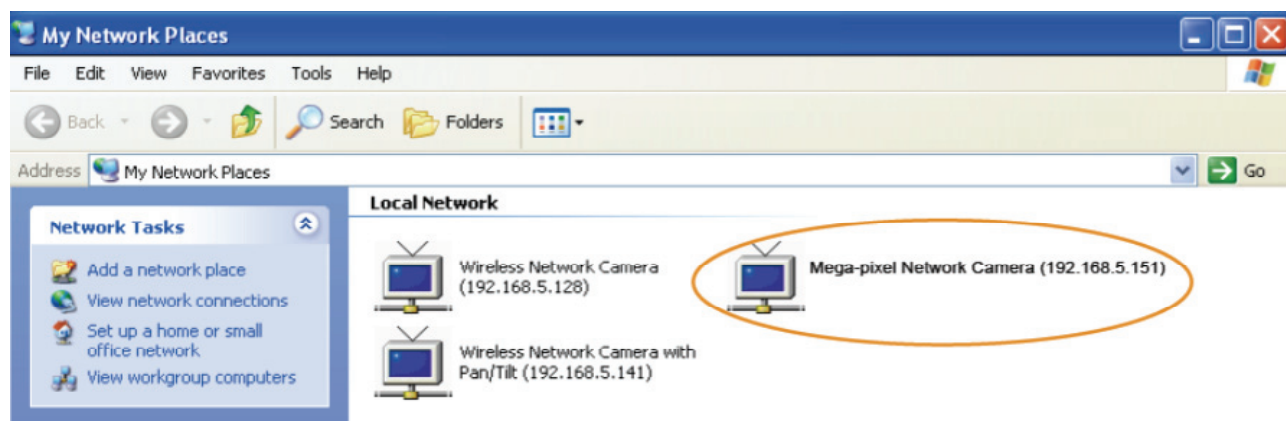 My Network Places
File Edit View Favorites Tools Help
Back Search Folders
Address My Network Places Go
Network Tasks
Add a network place
View network connections
Set up a home or small
office network
View workgroup computers
Local Network
Wireless Network Camera
(192.168.5.128)
Mega-pixel Network Camera (192.168.5.151)
Wireless Network Camera with
Pan/Tilt (192.168.5.141)